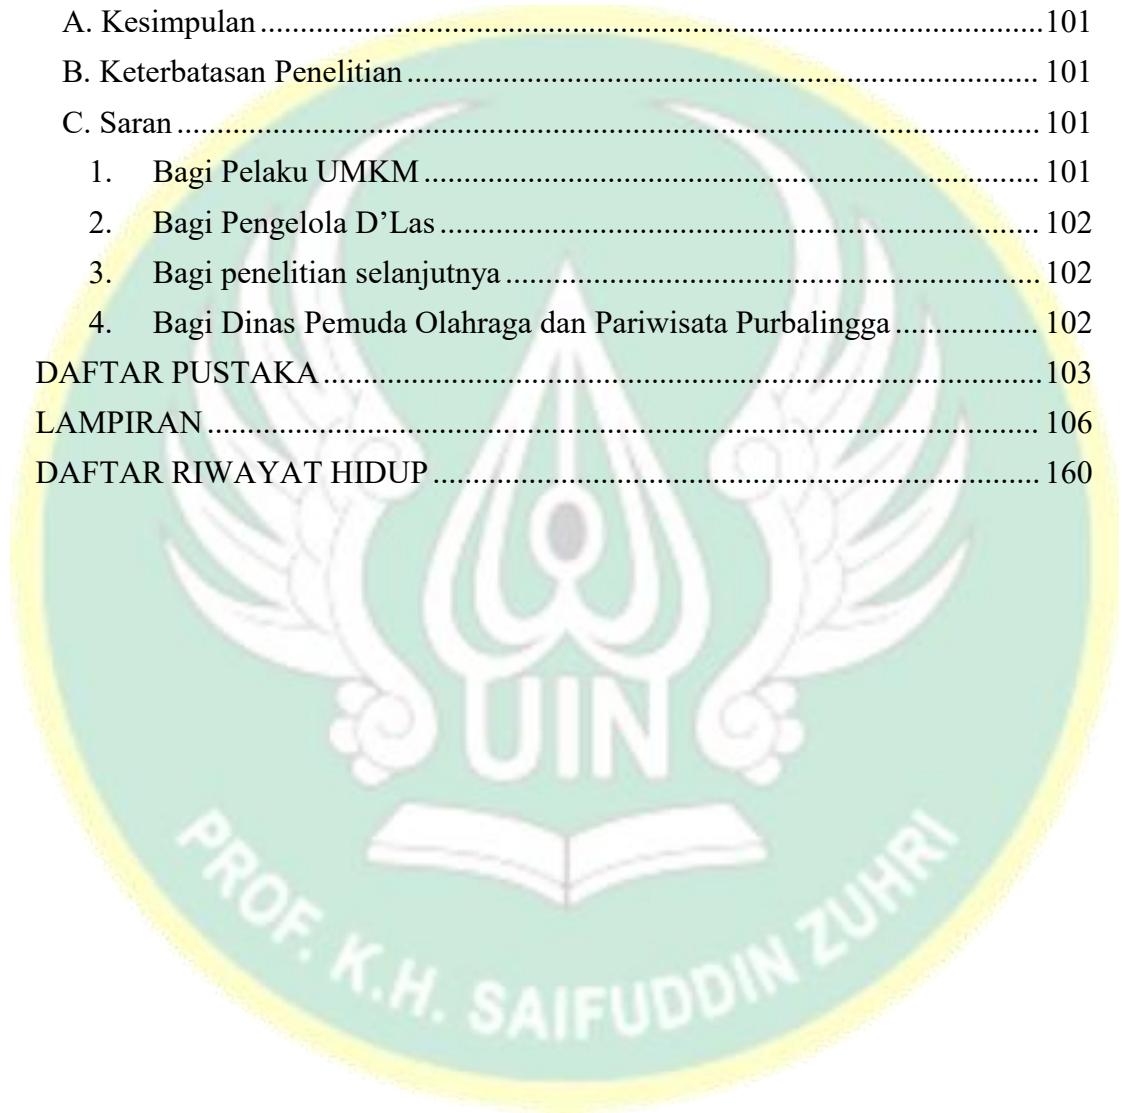 A. Kesimpulan ........................................................................................................ 101
B. Keterbatasan Penelitian .................................................................................... 101
C. Saran ................................................................................................................... 101
1. Bagi Pelaku UMKM .................................................................................. 101
2. Bagi Pengelola D’Las ................................................................................ 102
3. Bagi penelitian selanjutnya ....................................................................... 102
4. Bagi Dinas Pemuda Olahraga dan Pariwisata Purbalingga ................... 102
DAFTAR PUSTAKA ................................................................................................ 103
LAMPIRAN ............................................................................................................... 106
DAFTAR RIWAYAT HIDUP ................................................................................. 160
UIN
PROF. K.H. SAIFUDDIN ZUHRI